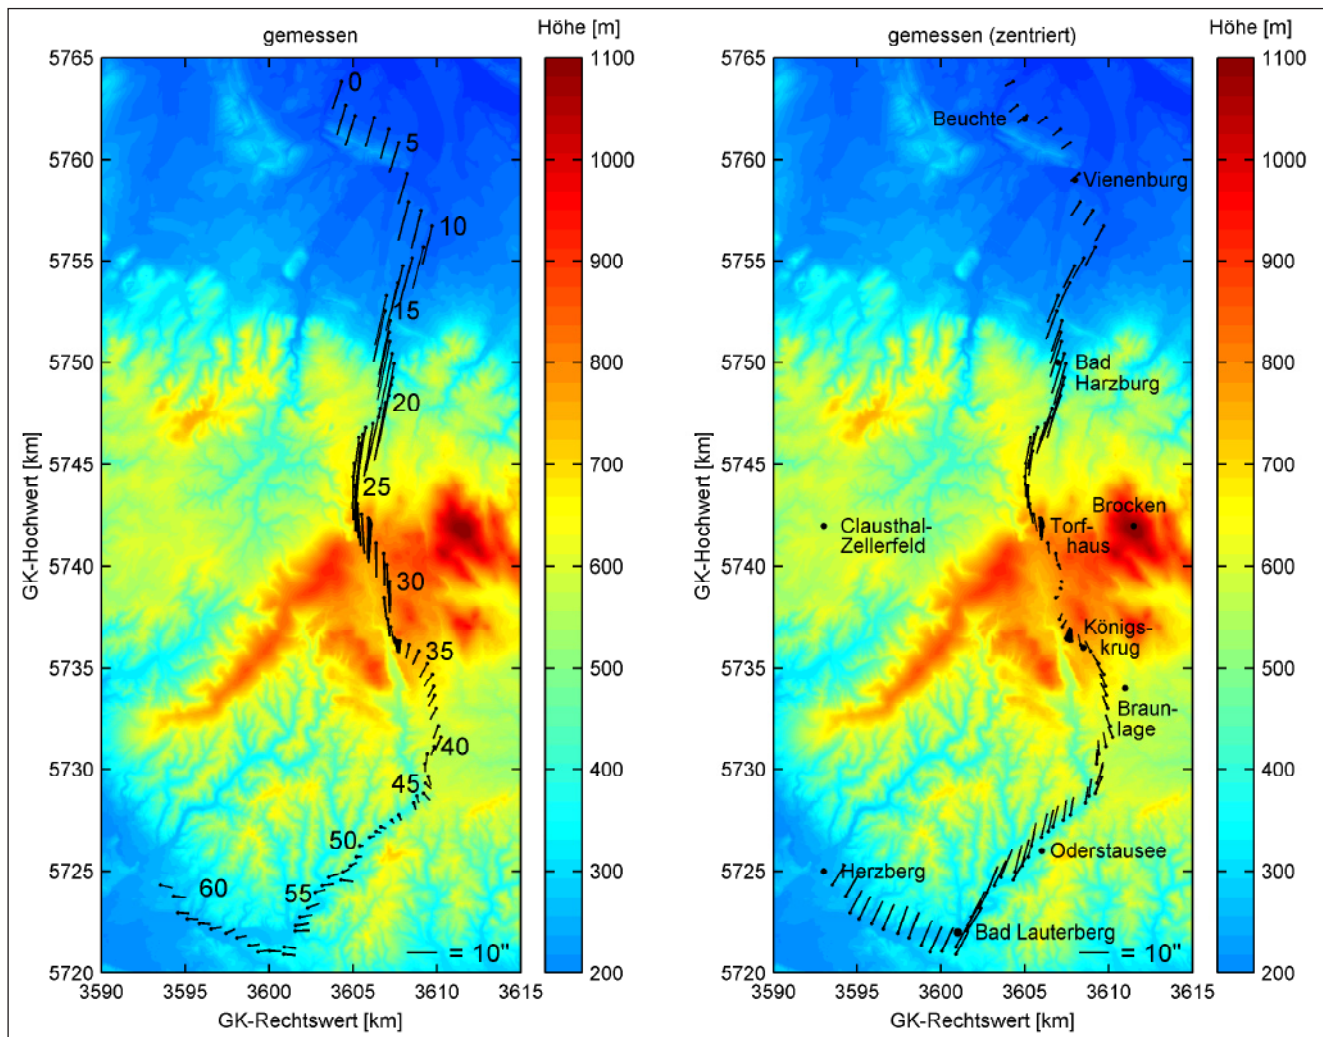 gemessen
Höhe [m]
5765
5760
5755
5750
5745
5740
5735
5730
5725
5720
GK-Hochwert [km]
0
5
10
15
20
25
30
35
40
45
50
55
60
= 10"
3590
3595
3600
3605
3610
3615
GK-Rechtswert [km]
1100
1000
900
800
700
600
500
400
300
200
gemessen (zentriert)
Höhe [m]
5765
5760
5755
5750
5745
5740
5735
5730
5725
5720
GK-Hochwert [km]
Beuchte
Vienenburg
Bad
Harzburg
Brocken
Clausthal-
Zellerfeld
Torf-
haus
Königs-
krug
Braun-
lage
Oderstausee
Herzberg
Bad Lauterberg
= 10"
3590
3595
3600
3605
3610
3615
GK-Rechtswert [km]
1100
1000
900
800
700
600
500
400
300
200